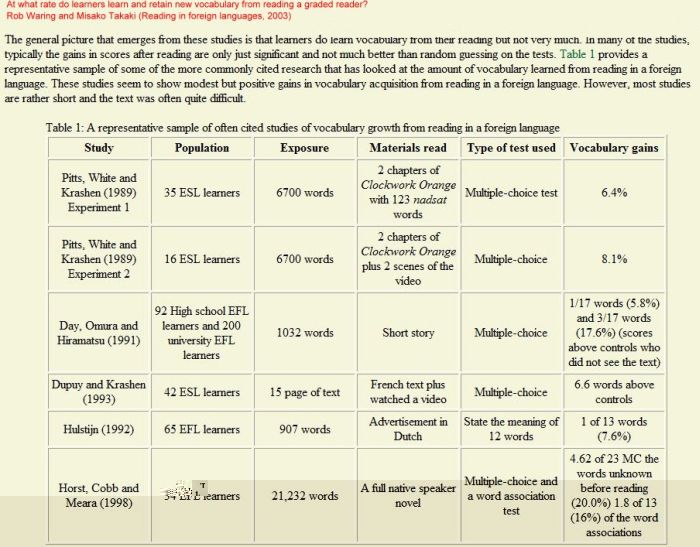 At what rate do learners learn and retain new vocabulary from reading a graded reader?
Rob Waring and Misako Takaki (Reading in foreign languages, 2003)
The general picture that emerges from these studies is that learners do learn vocabulary from their reading but not very much. In many of the studies,
typically the gains in scores after reading are only just significant and not much better than random guessing on the tests. Table 1 provides a
representative sample of some of the more commonly cited research that has looked at the amount of vocabulary learned from reading in a foreign
language. These studies seem to show modest but positive gains in vocabulary acquisition from reading in a foreign language. However, most studies
are rather short and the text was often quite difficult.
Table 1: A representative sample of often cited studies of vocabulary growth from reading in a foreign language
Study
Population
Exposure
Materials read
Type of test used
Vocabulary gains
Pitts, White and
Krashen (1989)
Experiment 1
35 ESL learners
6700 words
2 chapters of
Clockwork Orange
with 123 nadsat
words
Multiple-choice test
6.4%
Pitts, White and
Krashen (1989)
Experiment 2
16 ESL learners
6700 words
2 chapters of
Clockwork Orange
plus 2 scenes of the
video
Multiple-choice
8.1%
Day, Omura and
Hiramatsu (1991)
92 High school EFL
learners and 200
university EFL
learners
1032 words
Short story
Multiple-choice
1/17 words (5.8%)
and 3/17 words
(17.6%) (scores
above controls who
did not see the text)
Dupuy and Krashen
(1993)
42 ESL learners
15 page of text
French text plus
watched a video
Multiple-choice
6.6 words above
controls
Hulstijn (1992)
65 EFL learners
907 words
Advertisement in
Dutch
State the meaning of
12 words
1 of 13 words
(7.6%)
Horst, Cobb and
Meara (1998)
learners
21,232 words
A full native speaker
novel
Multiple-choice and
a word association
test
4.62 of 23 MC the
words unknown
before reading
(20.0%) 1.8 of 13
(16%) of the word
associations